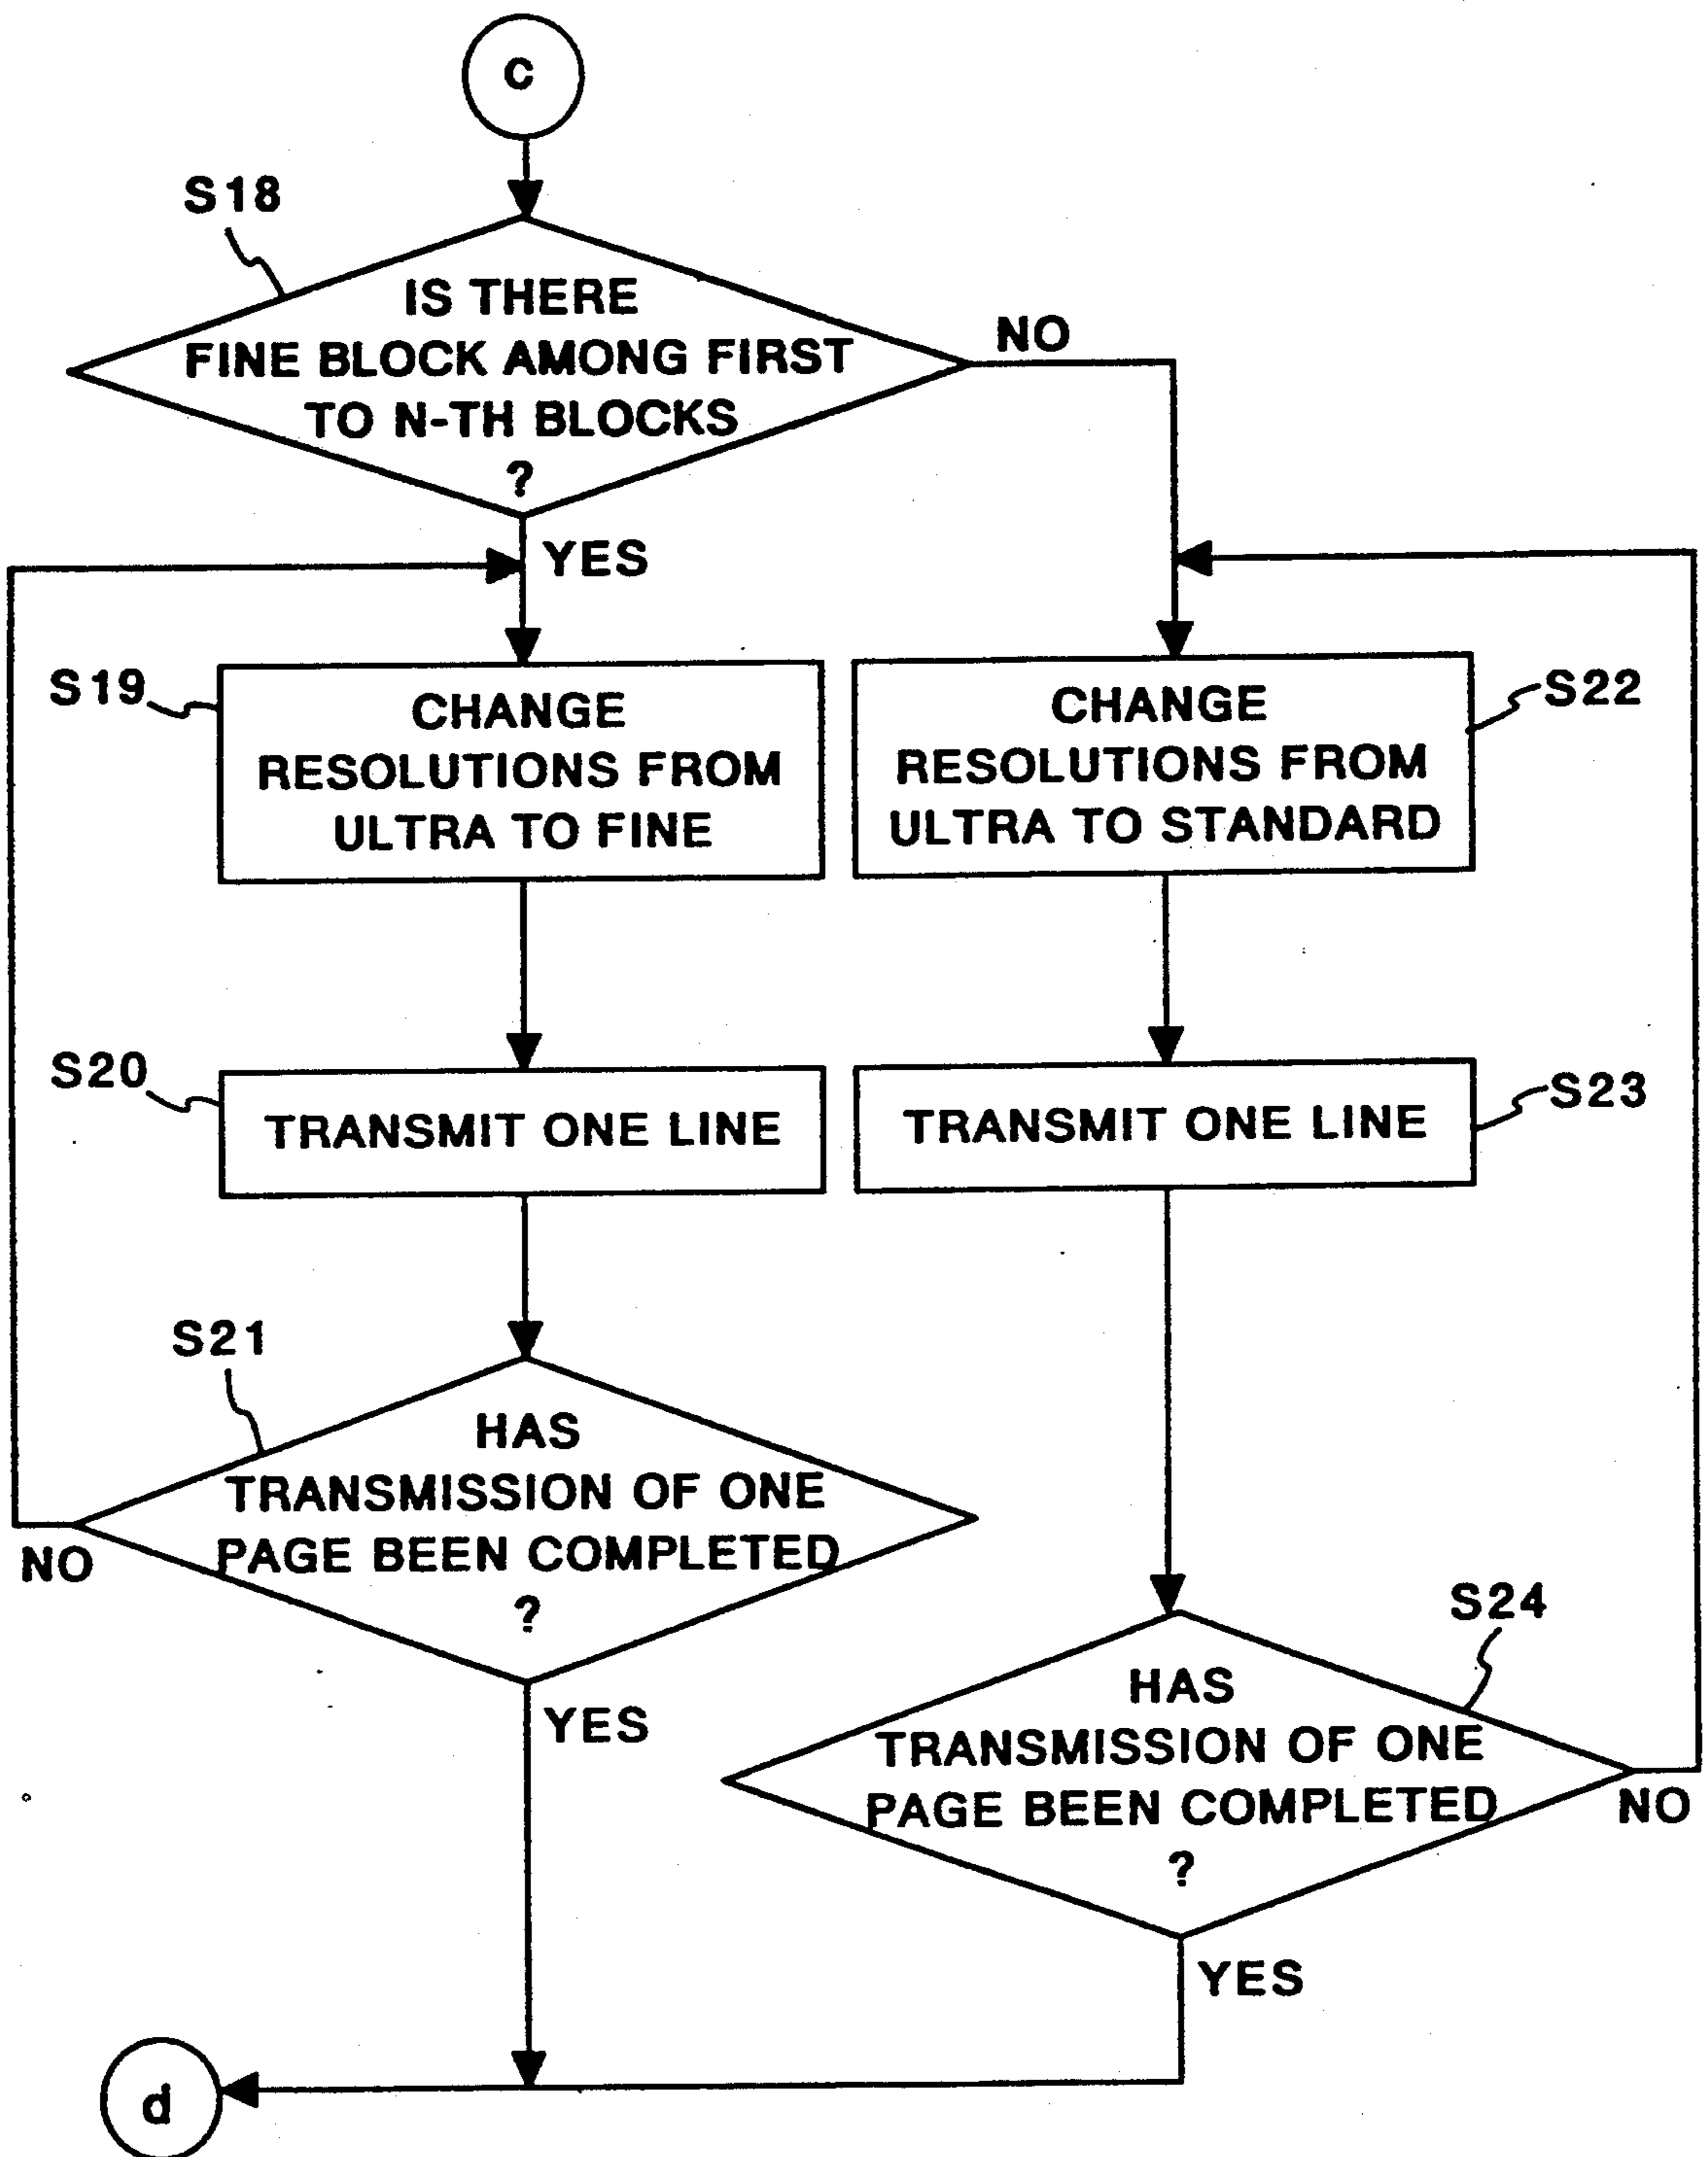 C
S18
IS THERE
FINE BLOCK AMONG FIRST
TO N-TH BLOCKS
?
NO
YES
S19
CHANGE
RESOLUTIONS FROM
ULTRA TO FINE
CHANGE
RESOLUTIONS FROM
ULTRA TO STANDARD
S22
S20
TRANSMIT ONE LINE
TRANSMIT ONE LINE
S23
S21
HAS
TRANSMISSION OF ONE
PAGE BEEN COMPLETED
?
NO
YES
S24
HAS
TRANSMISSION OF ONE
PAGE BEEN COMPLETED
?
NO
YES
d